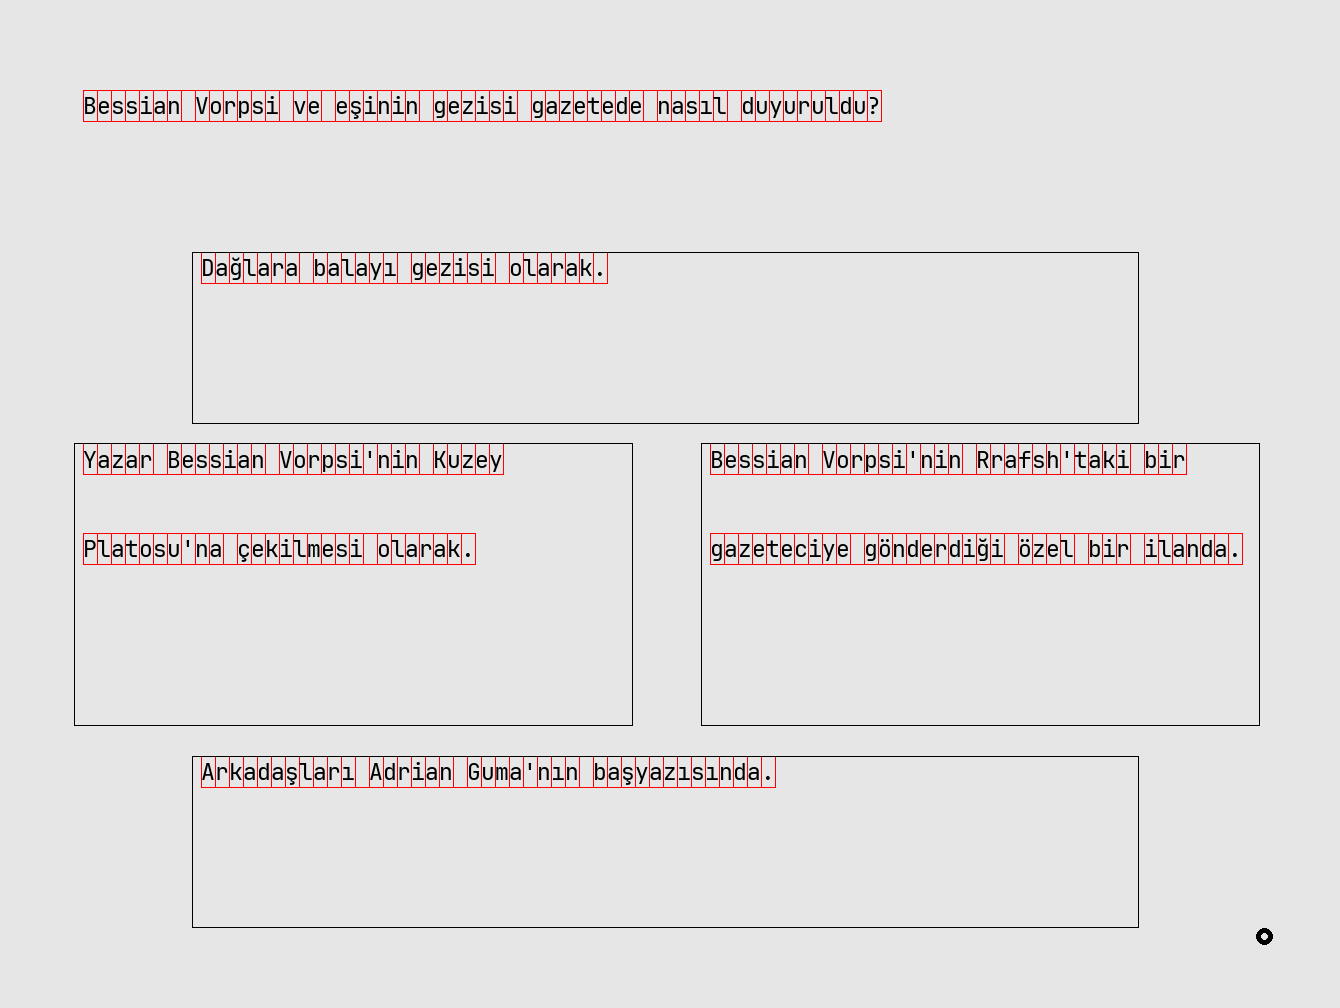 Bessian Vorpsi ve eşinin gezisi gazetede nasıl duyuruldu?
Dağlara balayı gezisi olarak.
Yazar Bessian Vorpsi'nin Kuzey
Platosu'na çekilmesi olarak.
Bessian Vorpsi'nin Rrafsh'taki bir
gazeteciye gönderdiği özel bir ilanda.
Arkadaşları Adrian Guma'nın başyazısında.